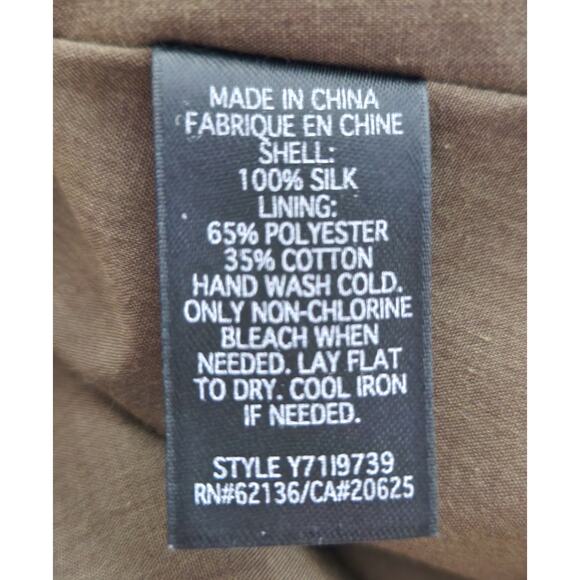 MADE IN CHINA
FABRIQUE EN CHINE
SHELL:
100% SILK
LINING:
65% POLYESTER
35% COTTON
HAND WASH COLD.
ONLY NON-CHLORINE
BLEACH WHEN
NEEDED. LAY FLAT
TO DRY. COOL IRON
IF NEEDED.
STYLE Y71I9739
RN#62136/CA#20625